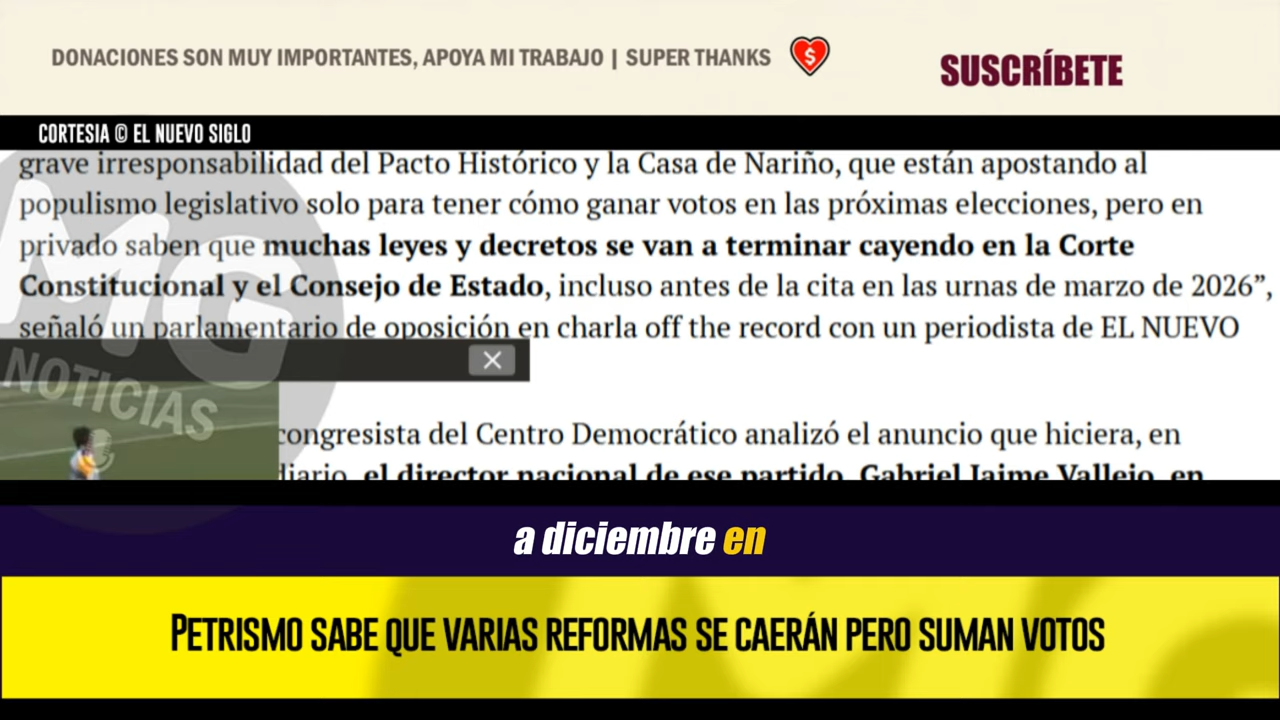 DONACIONES SON MUY IMPORTANTES, APOYA MI TRABAJO | SUPER THANKS
SUSCRÍBETE
CORTESIA © EL NUEVO SIGLO
grave irresponsabilidad del Pacto Histórico y la Casa de Nariño, que están apostando al
populismo legislativo solo para tener cómo ganar votos en las próximas elecciones, pero en
privado saben que muchas leyes y decretos se van a terminar cayendo en la Corte
Constitucional y el Consejo de Estado, incluso antes de la cita en las urnas de marzo de 2026”,
señaló un parlamentario de oposición en charla off the record con un periodista de EL NUEVO
MG
NOTICIAS
congresista del Centro Democrático analizó el anuncio que hiciera, en
diario, el director nacional de ese partido, Gabriel Jaime Vallejo, en
a diciembre en
PETRISMO SABE QUE VARIAS REFORMAS SE CAERÁN PERO SUMAN VOTOS